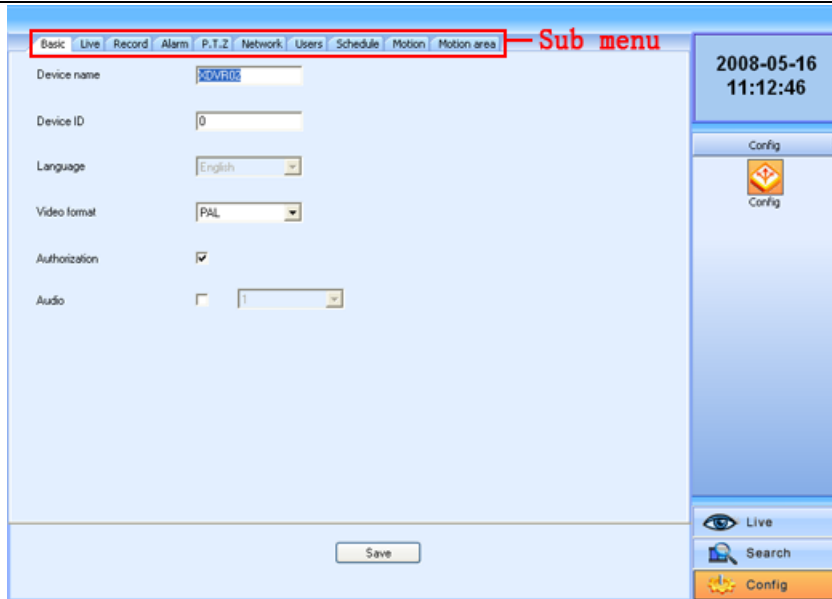 Basic Live Record Alarm P.T.Z Network Users Schedule Motion Motion area
Sub menu
Device name XDVR02
Device ID 0
Language English
Video format PAL
Authorization
Audio 1
Save
2008-05-16
11:12:46
Config
Config
Live
Search
Config